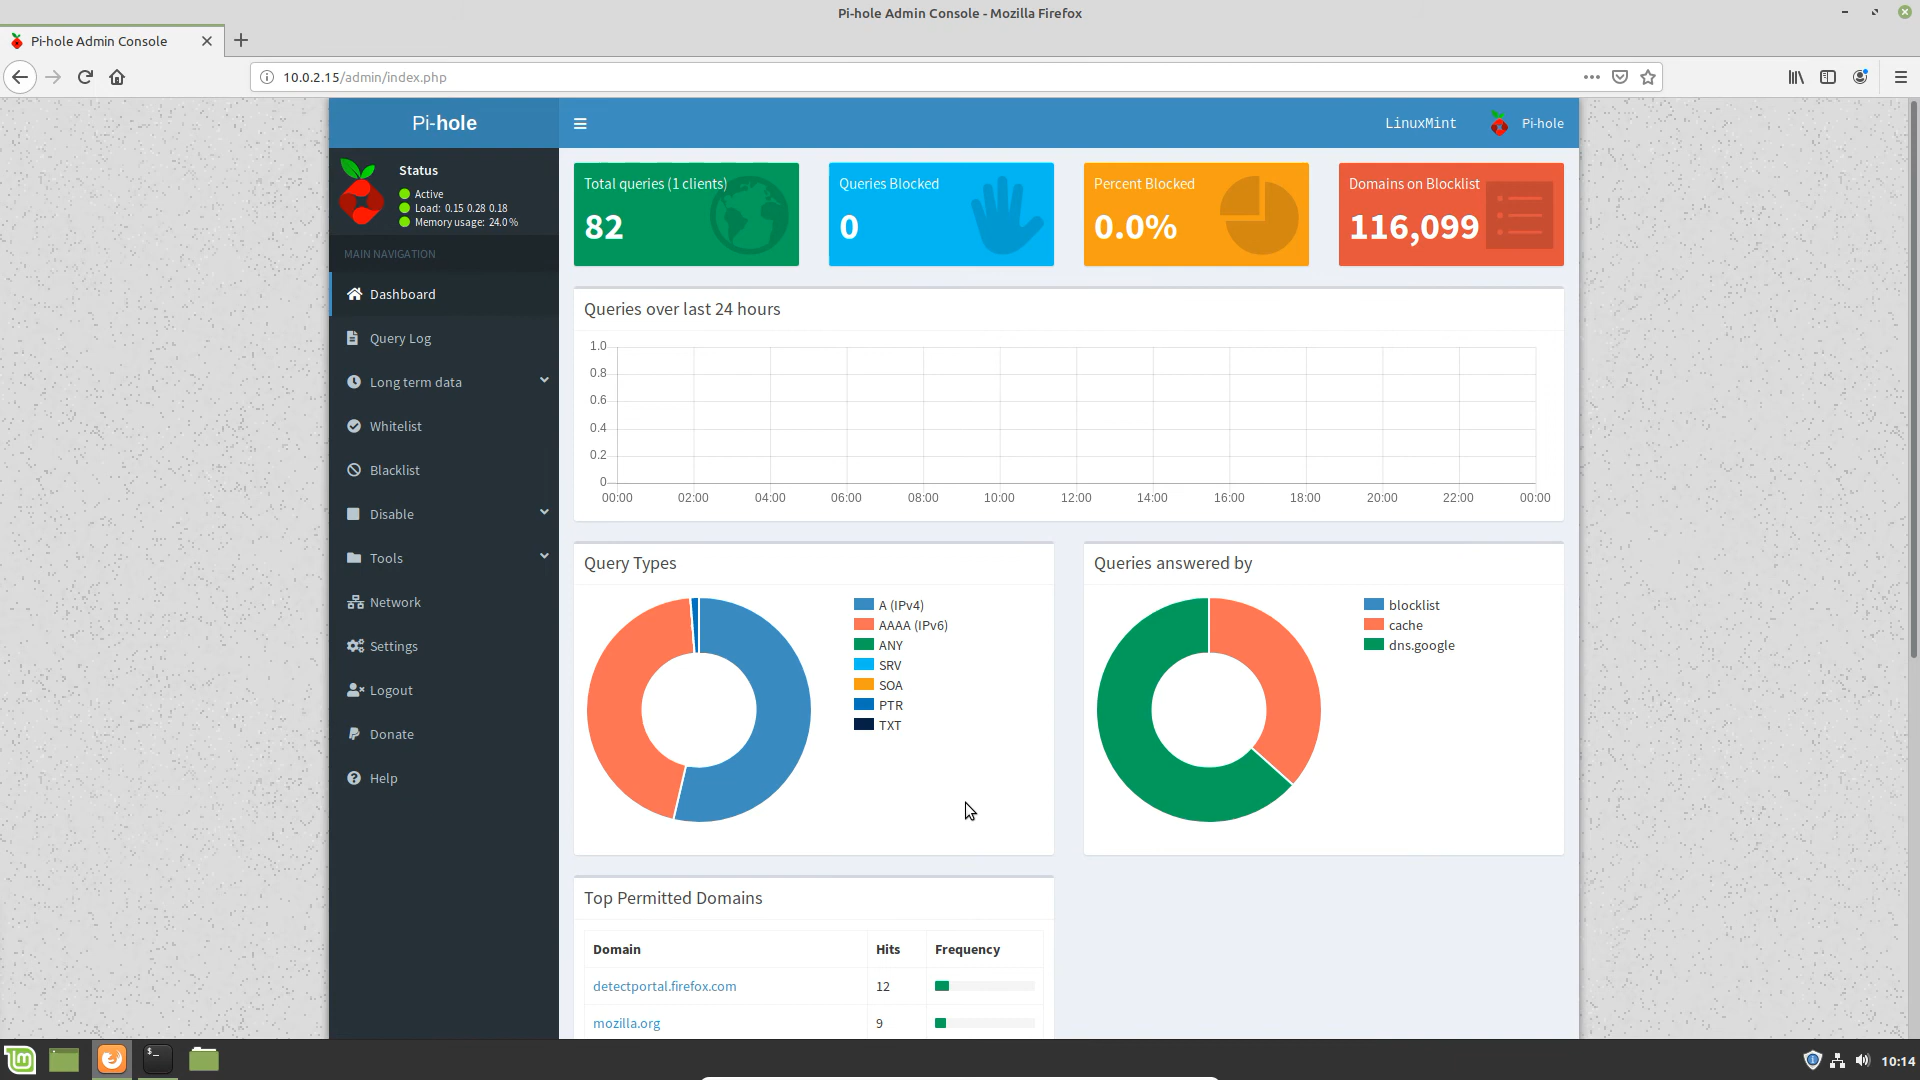 Pi-hole Admin Console - Mozilla Firefox
Pi-hole Admin Console
10.0.2.15/admin/index.php
Pi-hole
LinuxMint
Pi-hole
Status
Active
Load: 0.15 0.28 0.18
Memory usage: 24.0 %
MAIN NAVIGATION
Dashboard
Query Log
Long term data
Whitelist
Blacklist
Disable
Tools
Network
Settings
Logout
Donate
Help
Total queries (1 clients)
82
Queries Blocked
0
Percent Blocked
0.0%
Domains on Blocklist
116,099
Queries over last 24 hours
1.0
0.8
0.6
0.4
0.2
0
00:00 02:00 04:00 06:00 08:00 10:00 12:00 14:00 16:00 18:00 20:00 22:00 00:00
Query Types
A (IPv4)
AAAA (IPv6)
ANY
SRV
SOA
PTR
TXT
Queries answered by
blocklist
cache
dns.google
Top Permitted Domains
Domain Hits Frequency
detectportal.firefox.com 12
mozilla.org 9
10:14